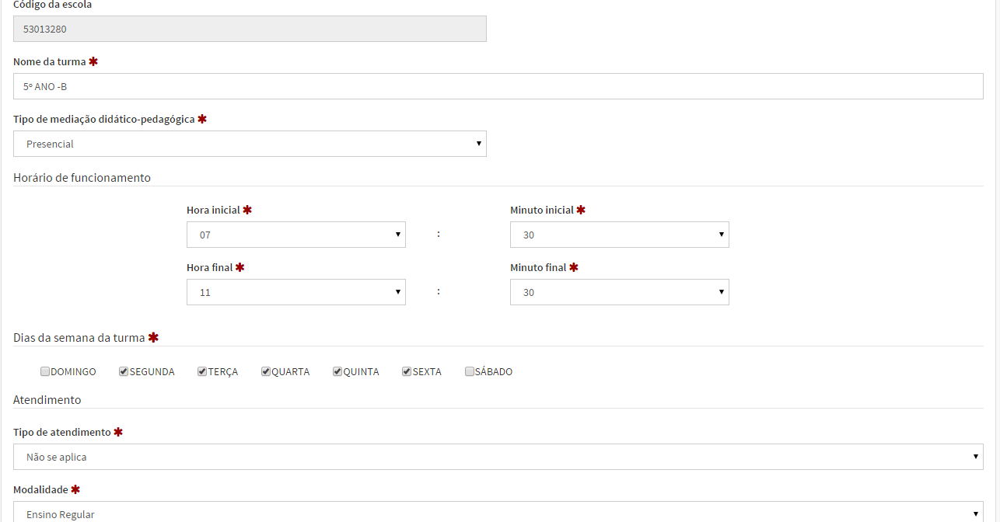 Código da escola
53013280
Nome da turma ✱
5º ANO -B
Tipo de mediação didático-pedagógica ✱
Presencial
Horário de funcionamento
Hora inicial ✱ Minuto inicial ✱
07 : 30
Hora final ✱ Minuto final ✱
11 : 30
Dias da semana da turma ✱
DOMINGO SEGUNDA TERÇA QUARTA QUINTA SEXTA SÁBADO
Atendimento
Tipo de atendimento ✱
Não se aplica
Modalidade ✱
Ensino Regular